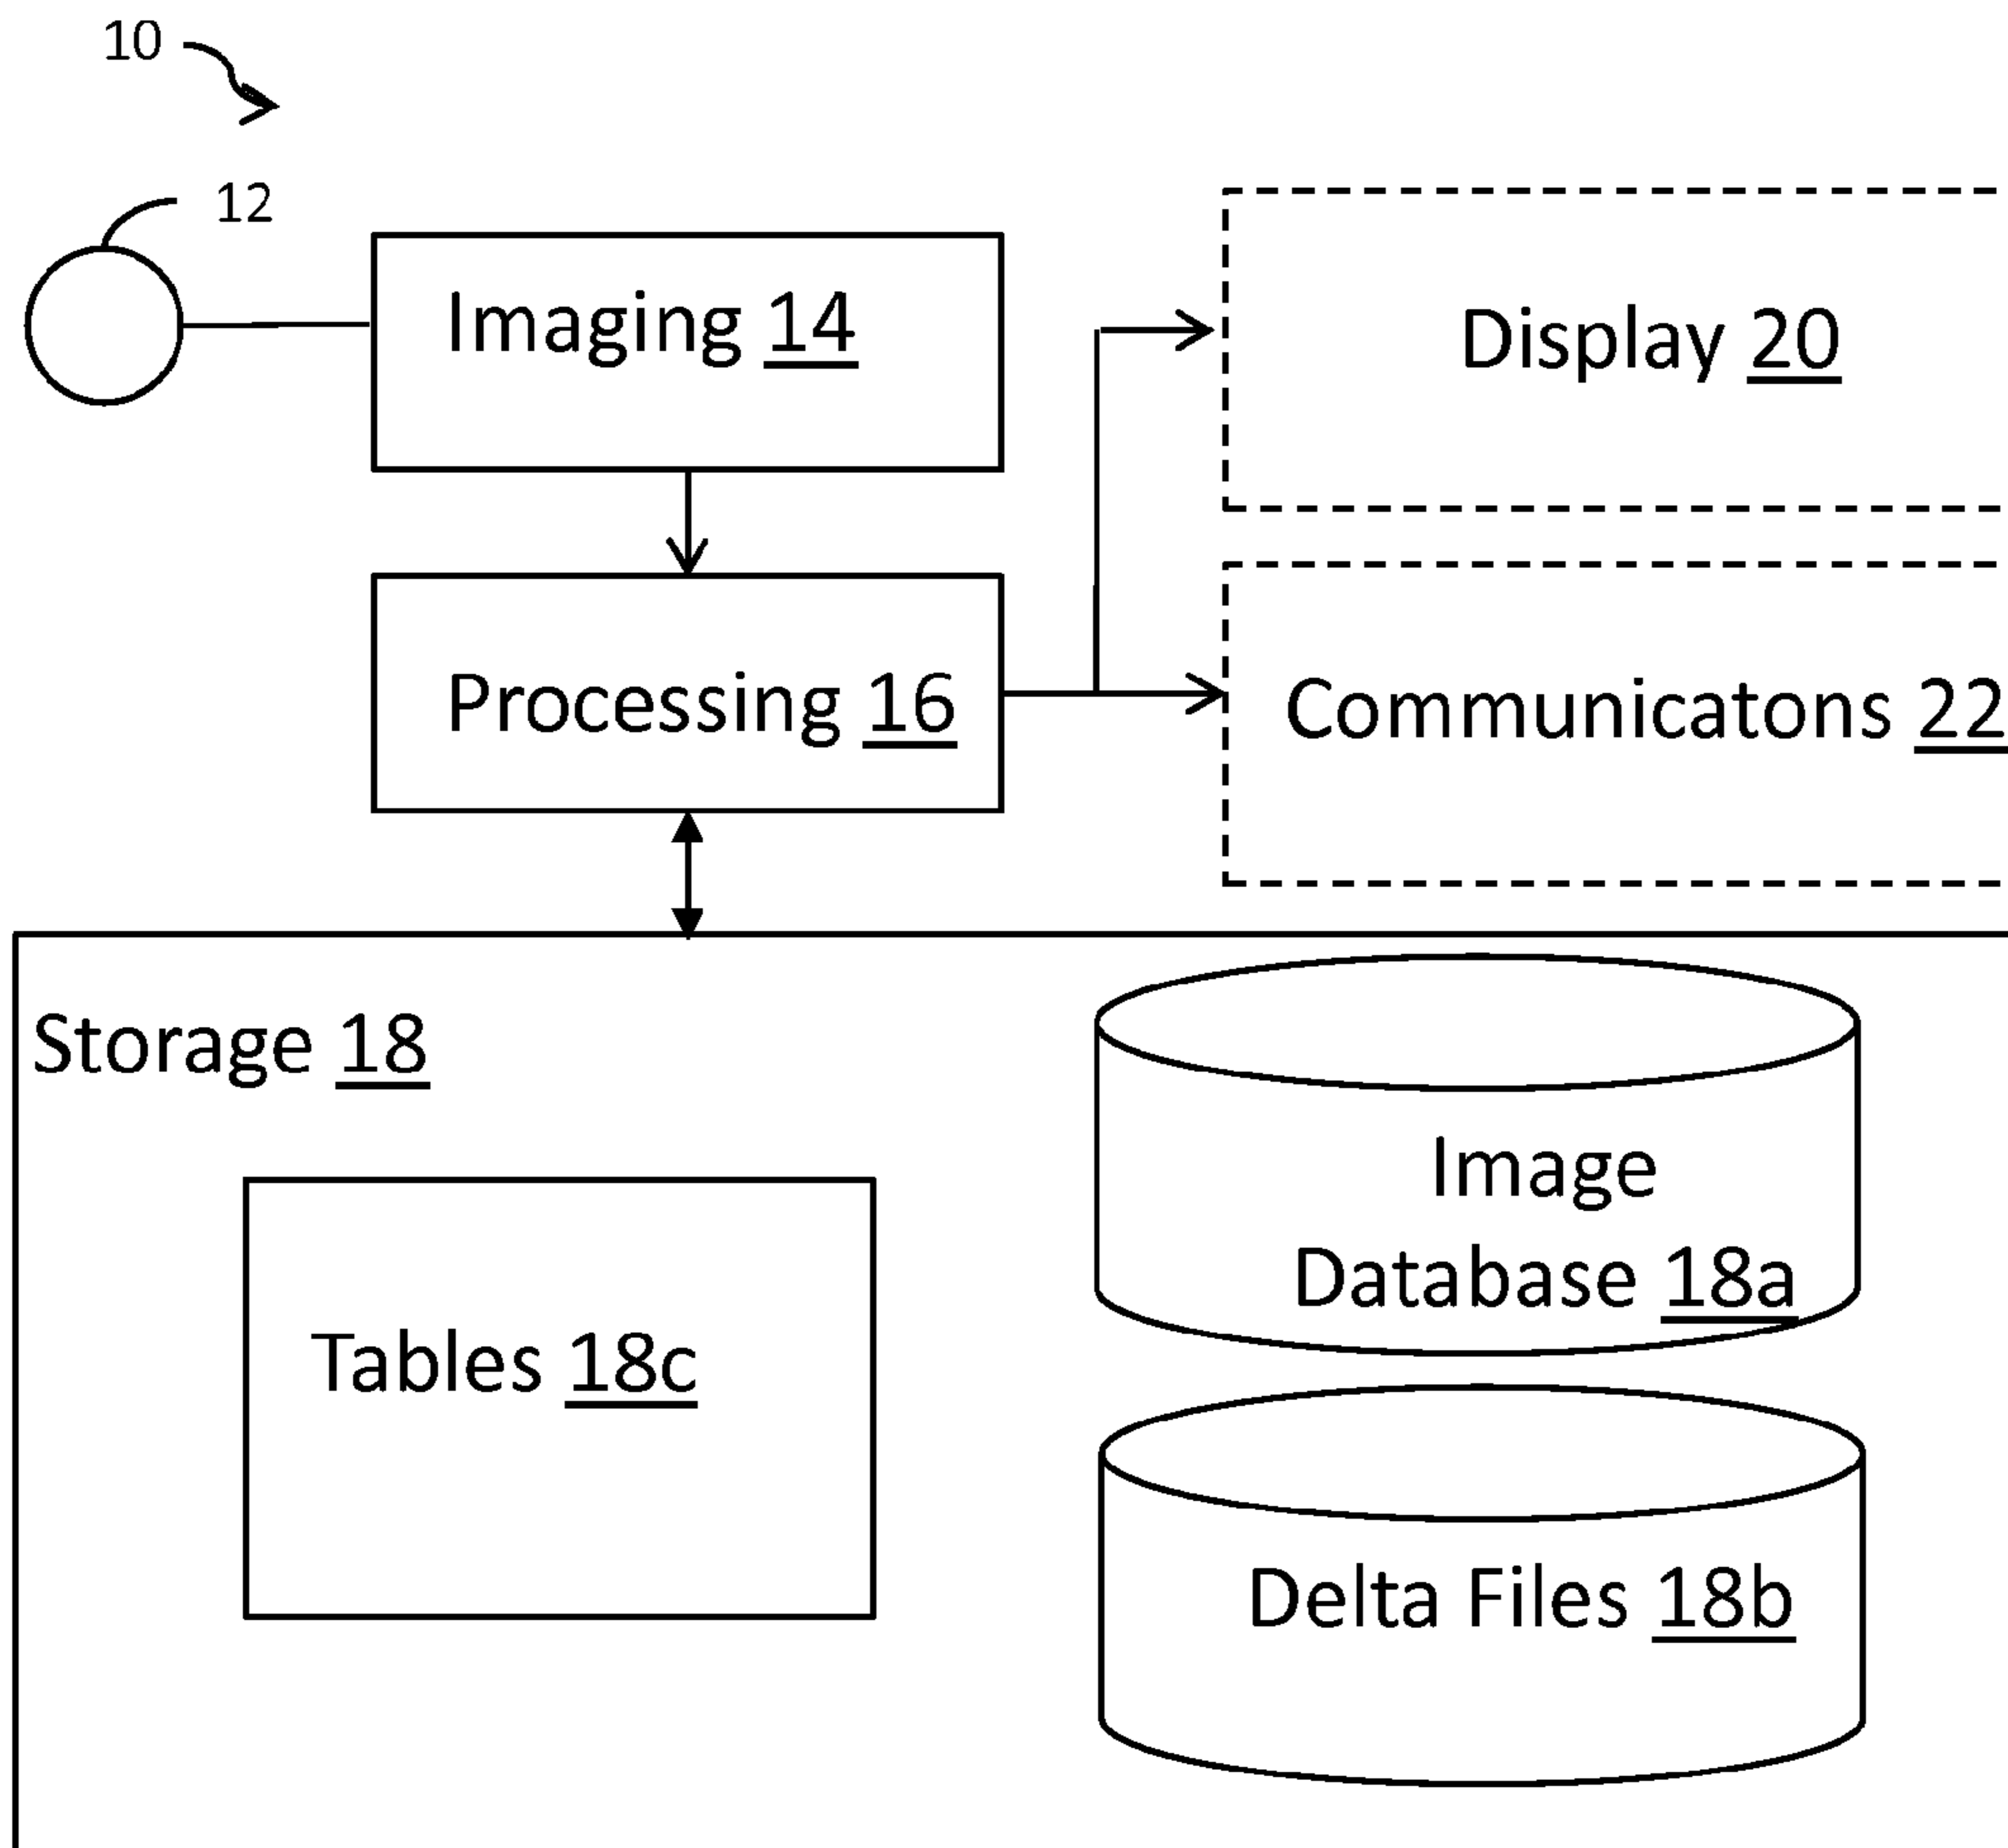 10
12
Imaging 14
Display 20
Processing 16
Communicatons 22
Storage 18
Image
Database 18a
Tables 18c
Delta Files 18b